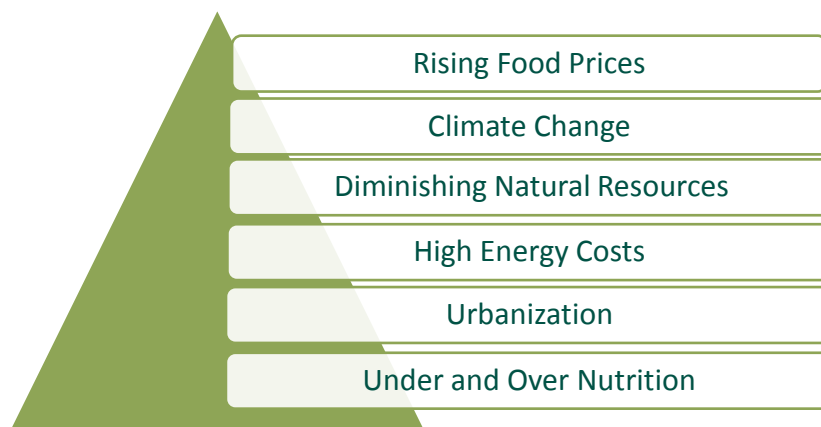 Rising Food Prices
Climate Change
Diminishing Natural Resources
High Energy Costs
Urbanization
Under and Over Nutrition